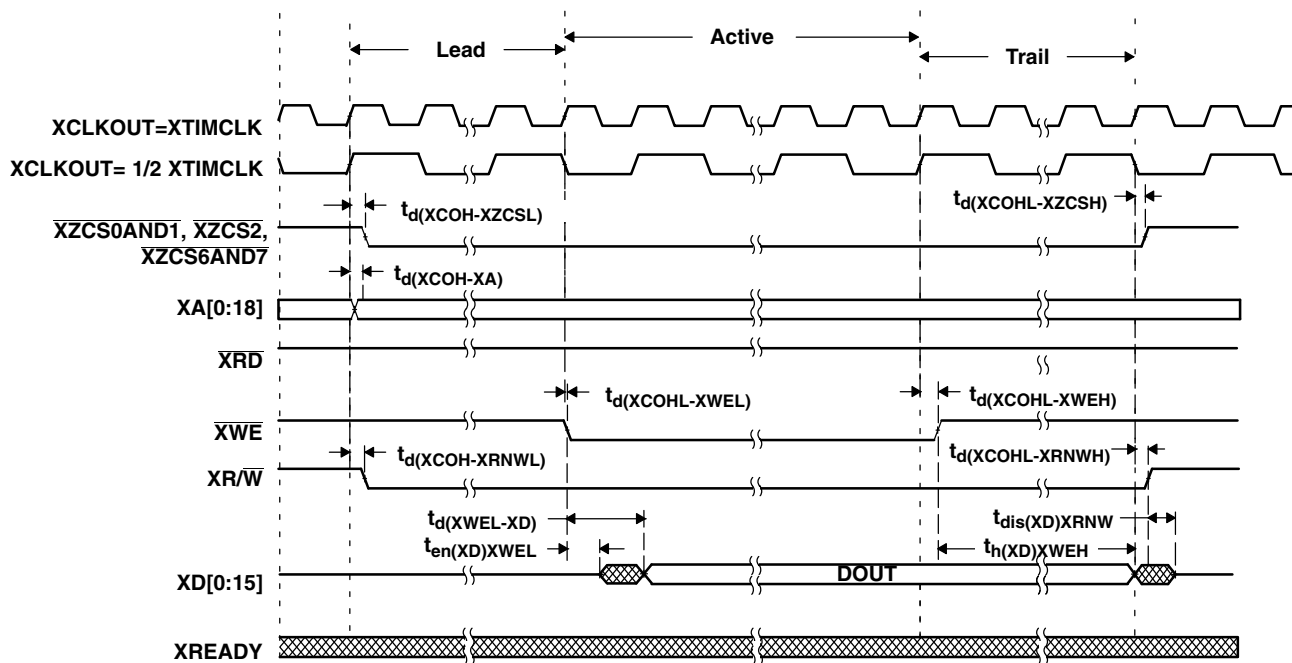 Lead
Active
Trail
XCLKOUT=XTIMCLK
XCLKOUT= 1/2 XTIMCLK
td(XCOH-XZCSL)
td(XCOHL-XZCSH)
XZCS0AND1, XZCS2,
XZCS6AND7
td(XCOH-XA)
XA[0:18]
XRD
td(XCOHL-XWEL)
td(XCOHL-XWEH)
XWE
td(XCOH-XRNWL)
td(XCOHL-XRNWH)
XR/W
td(XWEL-XD)
tdis(XD)XRNW
ten(XD)XWEL
th(XD)XWEH
XD[0:15]
DOUT
XREADY